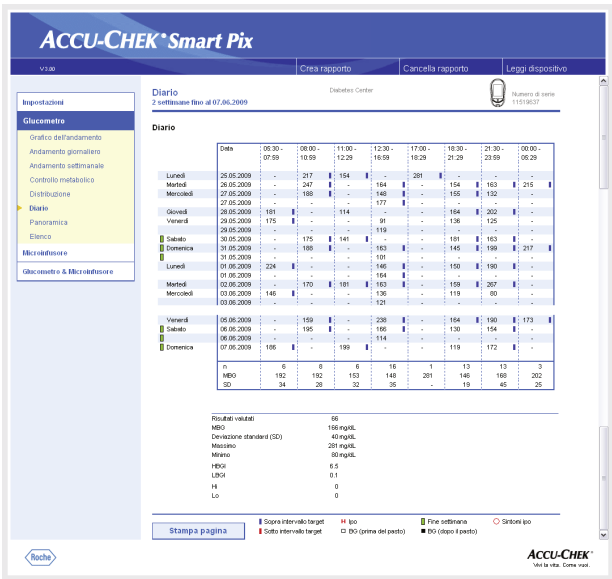 ACCU-CHEK® Smart Pix
V 3.00
Crea rapporto Cancella rapporto Leggi dispositivo
Impostazioni
Glucometro
Grafico dell'andamento
Andamento giornaliero
Andamento settimanale
Controllo metabolico
Distribuzione
Diario
Panoramica
Elenco
Microinfusore
Glucometro & Microinfusore
Diario
2 settimane fino al 07.06.2009
Diabetes Center
Numero di serie
11519837
Diario
Data 05:30 - 07:59 08:00 - 10:59 11:00 - 12:29 12:30 - 16:59 17:00 - 18:29 18:30 - 21:29 21:30 - 23:59 00:00 - 05:29
Lunedì 25.05.2009 - 217 154 - 281 - - -
Martedì 26.05.2009 - 247 - 164 - 154 163 215
Mercoledì 27.05.2009 - 188 - 148 - 155 132 -
27.05.2009 - - - 177 - - - -
Giovedì 28.05.2009 181 - 114 - - 164 202 -
Venerdì 29.05.2009 175 - - 91 - 136 125 -
29.05.2009 - - - 119 - - - -
Sabato 30.05.2009 - 175 141 - - 181 163 -
Domenica 31.05.2009 - 188 - 163 - 145 199 217
31.05.2009 - - - 101 - - - -
Lunedì 01.06.2009 224 - - 146 - 150 190 -
01.06.2009 - - - 164 - - - -
Martedì 02.06.2009 - 170 181 163 - 159 267 -
Mercoledì 03.06.2009 146 - - 136 - 119 80 -
03.06.2009 - - - 121 - - - -
Venerdì 05.06.2009 - 159 - 238 - 164 190 173
Sabato 06.06.2009 - 195 - 166 - 130 154 -
06.06.2009 - - - 114 - - - -
Domenica 07.06.2009 186 - 199 - - 119 172 -
n 6 8 6 16 1 13 13 3
MBG 192 192 153 148 281 146 168 202
SD 34 28 32 35 - 19 45 25
Risultati valutati 66
MBG 166 mg/dL
Deviazione standard (SD) 40 mg/dL
Massimo 281 mg/dL
Minimo 80 mg/dL
HBGI 6.5
LBGI 0.1
Hi 0
Lo 0
Stampa pagina
Sopra intervallo target H Ipo Fine settimana Sintomi ipo
Sotto intervallo target BG (prima del pasto) BG (dopo il pasto)
Roche
ACCU-CHEK®
Vivi la vita. Come vuoi.